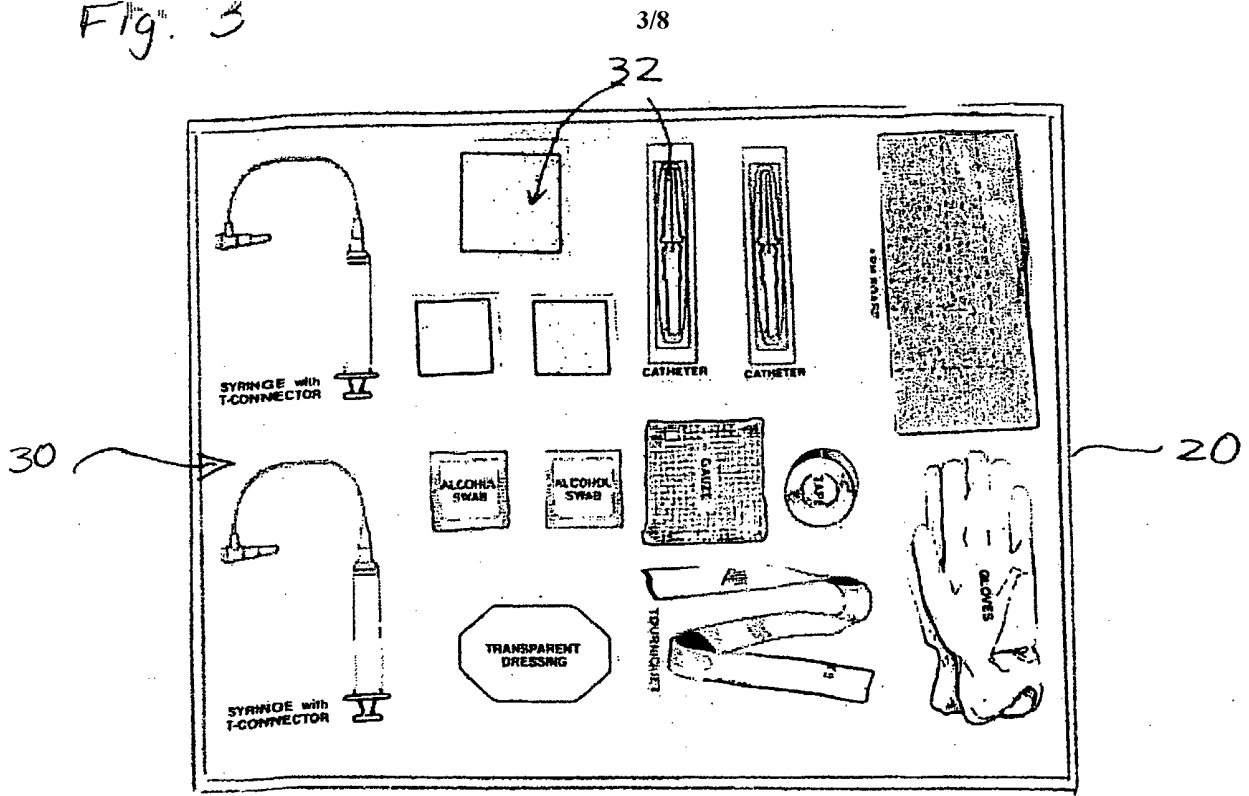 Fig. 3
3/8
32
SYRINGE with
T-CONNECTOR
CATHETER
CATHETER
30
20
ALCOHOL
SWAB
ALCOHOL
SWAB
GAUZE
TAPE
GLOVES
TRANSPARENT
DRESSING
TOURNIQUET
SYRINGE with
T-CONNECTOR